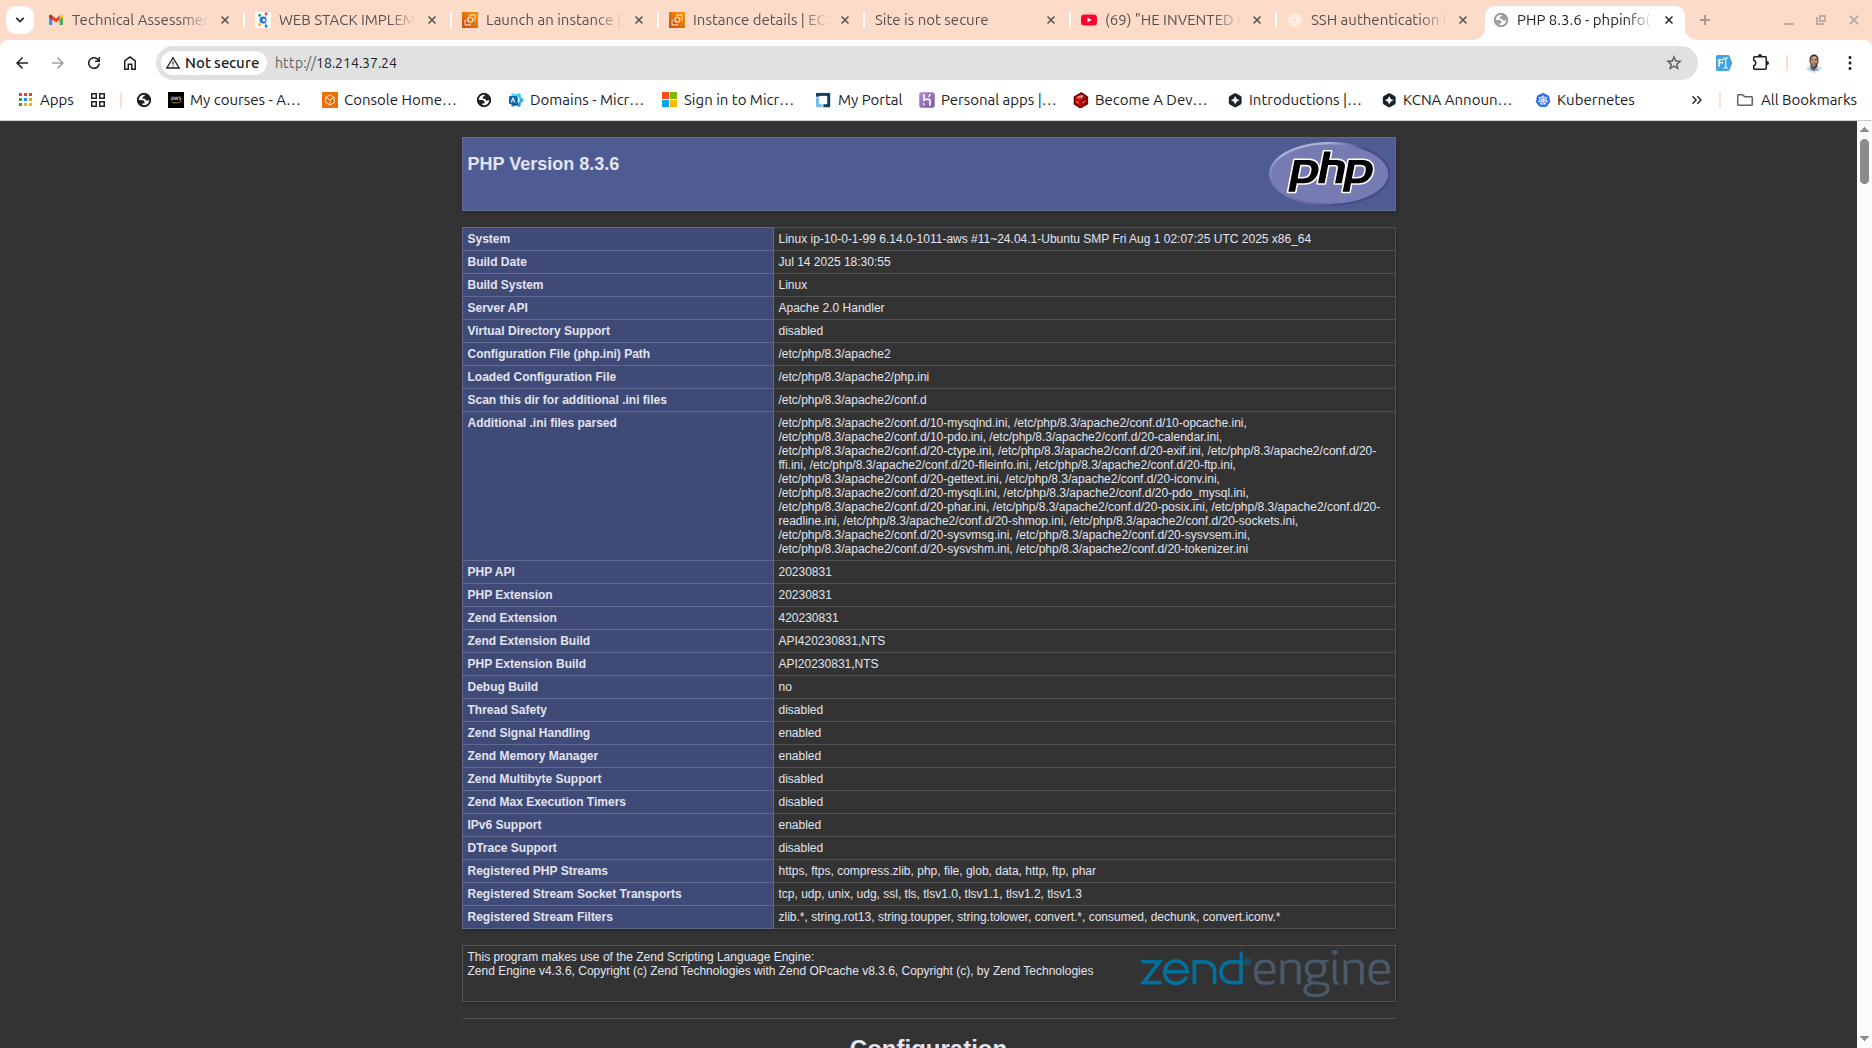 Technical Assessme
WEB STACK IMPLEM
Launch an instance
Instance details | EC
Site is not secure
(69) "HE INVENTED
SSH authentication
PHP 8.3.6 - phpinfo(
Not secure
http://18.214.37.24
Apps
My courses - A...
Console Home...
Domains - Micr...
Sign in to Micr...
My Portal
Personal apps |...
Become A Dev...
Introductions |...
KCNA Announ...
Kubernetes
All Bookmarks
PHP Version 8.3.6
php
System Linux ip-10-0-1-99 6.14.0-1011-aws #11~24.04.1-Ubuntu SMP Fri Aug 1 02:07:25 UTC 2025 x86_64
Build Date Jul 14 2025 18:30:55
Build System Linux
Server API Apache 2.0 Handler
Virtual Directory Support disabled
Configuration File (php.ini) Path /etc/php/8.3/apache2
Loaded Configuration File /etc/php/8.3/apache2/php.ini
Scan this dir for additional .ini files /etc/php/8.3/apache2/conf.d
Additional .ini files parsed /etc/php/8.3/apache2/conf.d/10-mysqlnd.ini, /etc/php/8.3/apache2/conf.d/10-opcache.ini,
/etc/php/8.3/apache2/conf.d/10-pdo.ini, /etc/php/8.3/apache2/conf.d/20-calendar.ini,
/etc/php/8.3/apache2/conf.d/20-ctype.ini, /etc/php/8.3/apache2/conf.d/20-exif.ini, /etc/php/8.3/apache2/conf.d/20-
ffi.ini, /etc/php/8.3/apache2/conf.d/20-fileinfo.ini, /etc/php/8.3/apache2/conf.d/20-ftp.ini,
/etc/php/8.3/apache2/conf.d/20-gettext.ini, /etc/php/8.3/apache2/conf.d/20-iconv.ini,
/etc/php/8.3/apache2/conf.d/20-mysqli.ini, /etc/php/8.3/apache2/conf.d/20-pdo_mysql.ini,
/etc/php/8.3/apache2/conf.d/20-phar.ini, /etc/php/8.3/apache2/conf.d/20-posix.ini, /etc/php/8.3/apache2/conf.d/20-
readline.ini, /etc/php/8.3/apache2/conf.d/20-shmop.ini, /etc/php/8.3/apache2/conf.d/20-sockets.ini,
/etc/php/8.3/apache2/conf.d/20-sysvmsg.ini, /etc/php/8.3/apache2/conf.d/20-sysvsem.ini,
/etc/php/8.3/apache2/conf.d/20-sysvshm.ini, /etc/php/8.3/apache2/conf.d/20-tokenizer.ini
PHP API 20230831
PHP Extension 20230831
Zend Extension 420230831
Zend Extension Build API420230831,NTS
PHP Extension Build API20230831,NTS
Debug Build no
Thread Safety disabled
Zend Signal Handling enabled
Zend Memory Manager enabled
Zend Multibyte Support disabled
Zend Max Execution Timers disabled
IPv6 Support enabled
DTrace Support disabled
Registered PHP Streams https, ftps, compress.zlib, php, file, glob, data, http, ftp, phar
Registered Stream Socket Transports tcp, udp, unix, udg, ssl, tls, tlsv1.0, tlsv1.1, tlsv1.2, tlsv1.3
Registered Stream Filters zlib.*, string.rot13, string.toupper, string.tolower, convert.*, consumed, dechunk, convert.iconv.*
This program makes use of the Zend Scripting Language Engine:
Zend Engine v4.3.6, Copyright (c) Zend Technologies with Zend OPcache v8.3.6, Copyright (c), by Zend Technologies
zend engine
Configuration